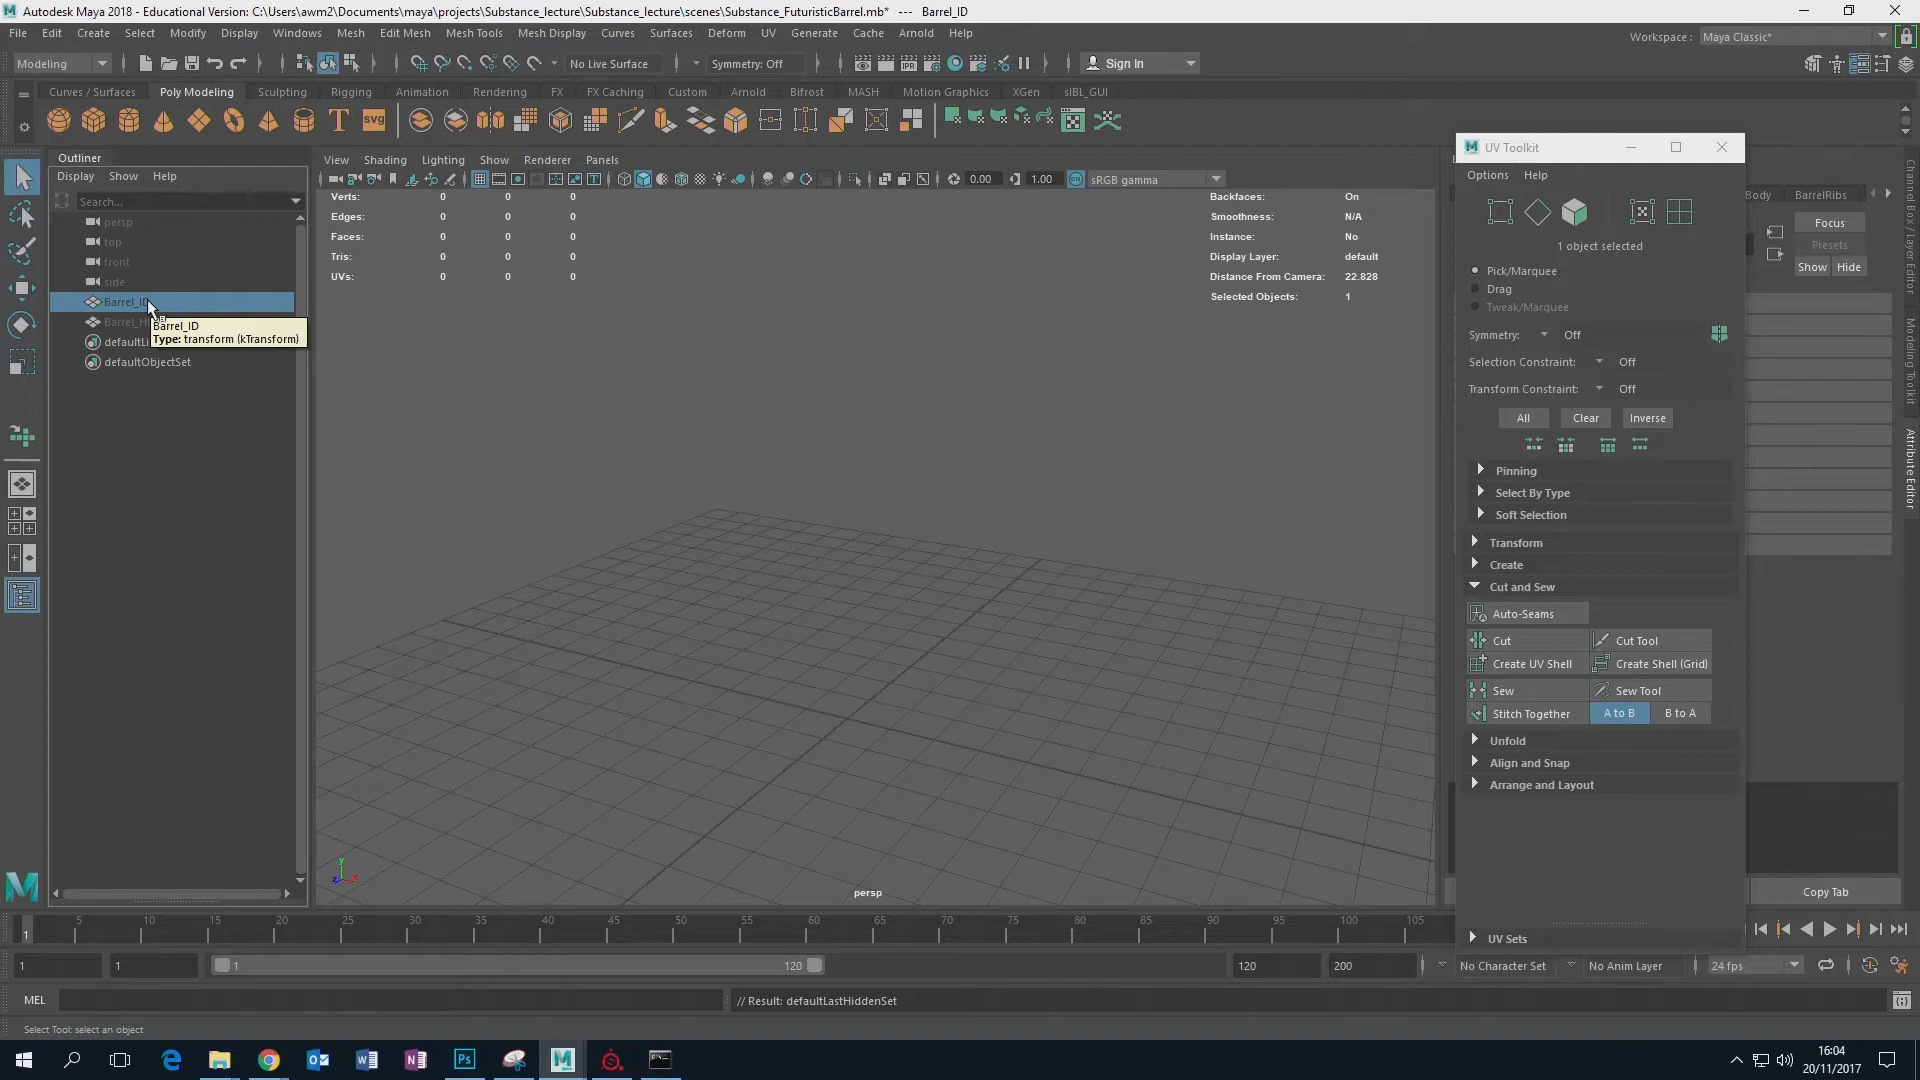 Autodesk Maya 2018 - Educational Version: C:\Users\awm2\Documents\maya\projects\Substance_lecture\Substance_lecture\scenes\Substance_FuturisticBarrel.mb* --- Barrel_ID
File Edit Create Select Modify Display Windows Mesh Edit Mesh Mesh Tools Mesh Display Curves Surfaces Deform UV Generate Cache Arnold Help
Workspace : Maya Classic*
Modeling No Live Surface Symmetry: Off Sign In
Curves / Surfaces Poly Modeling Sculpting Rigging Animation Rendering FX FX Caching Custom Arnold Bifrost MASH Motion Graphics XGen sIBL_GUI
T svg
Outliner
Display Show Help
Search...
persp
top
front
side
Barrel_ID
Barrel_H
defaultLi
defaultObjectSet
Barrel_ID
Type: transform (kTransform)
View Shading Lighting Show Renderer Panels
0.00 1.00 ON sRGB gamma
Verts: 0 0 0
Edges: 0 0 0
Faces: 0 0 0
Tris: 0 0 0
UVs: 0 0 0
Backfaces: On
Smoothness: N/A
Instance: No
Display Layer: default
Distance From Camera: 22.828
Selected Objects: 1
y
z x
persp
UV Toolkit
Options Help
1 object selected
Pick/Marquee
Drag
Tweak/Marquee
Symmetry: Off
Selection Constraint: Off
Transform Constraint: Off
All Clear Inverse
Pinning
Select By Type
Soft Selection
Transform
Create
Cut and Sew
Auto-Seams
Cut Cut Tool
Create UV Shell Create Shell (Grid)
Sew Sew Tool
Stitch Together A to B B to A
Unfold
Align and Snap
Arrange and Layout
UV Sets
Body BarrelRibs
Focus
Presets
Show Hide
Copy Tab
Channel Box / Layer Editor
Modeling Toolkit
Attribute Editor
5 10 15 20 25 30 35 40 45 50 55 60 65 70 75 80 85 90 95 100 105
1
1 1 1 120 120 200 No Character Set No Anim Layer 24 fps
MEL // Result: defaultLastHiddenSet
Select Tool: select an object
16:04
20/11/2017